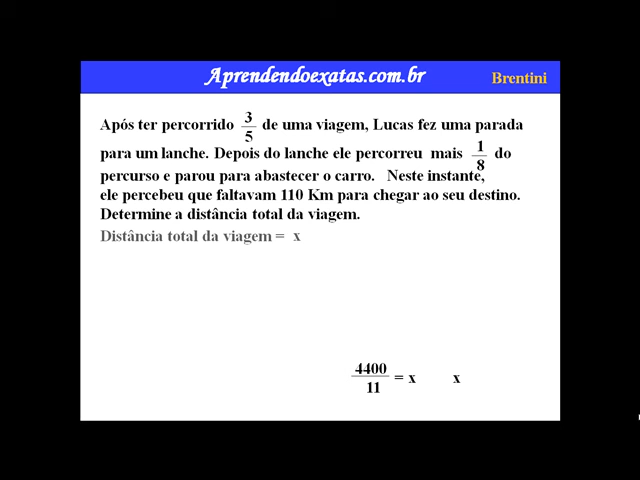 Aprendendoexatas.com.br
Brentini
Após ter percorrido 3/5 de uma viagem, Lucas fez uma parada
para um lanche. Depois do lanche ele percorreu mais 1/8 do
percurso e parou para abastecer o carro. Neste instante,
ele percebeu que faltavam 110 Km para chegar ao seu destino.
Determine a distância total da viagem.
Distância total da viagem = x
4400/11 = x x